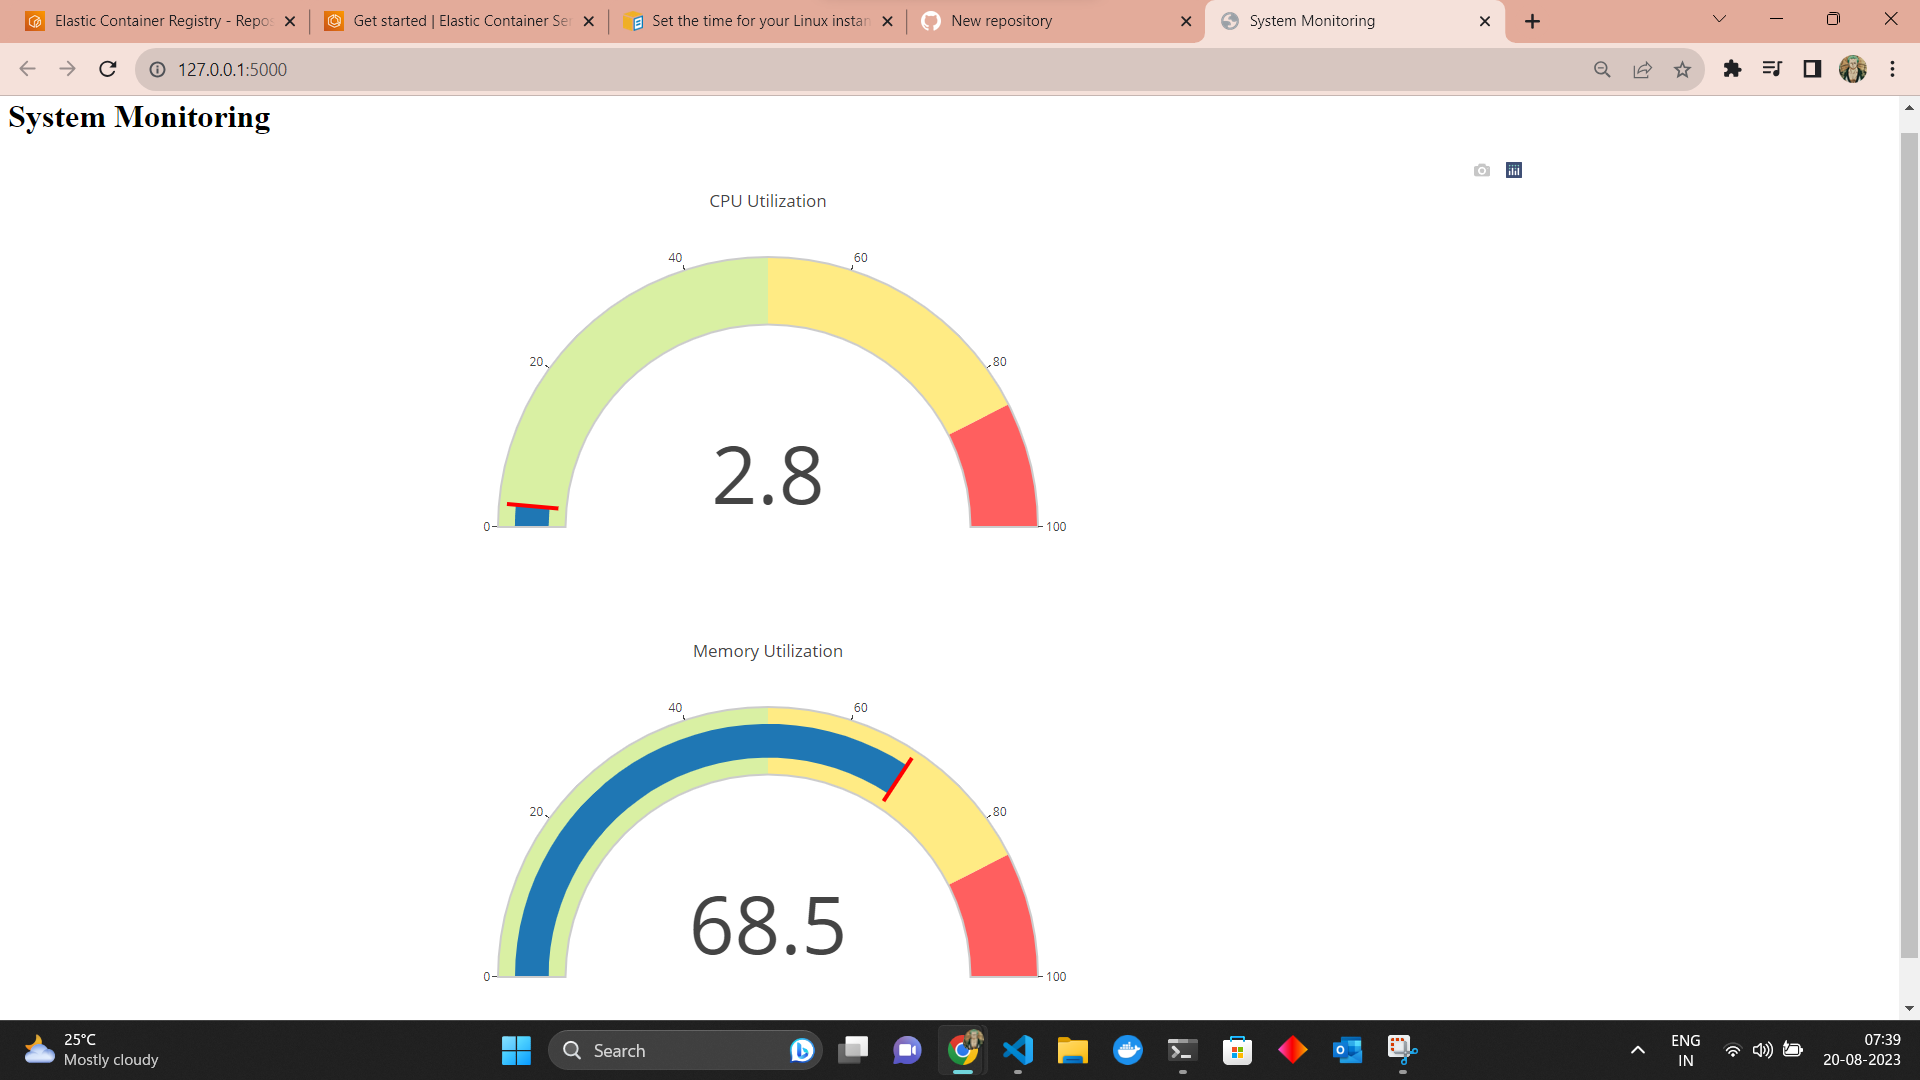 Elastic Container Registry - Repos
Get started | Elastic Container Ser
Set the time for your Linux instan
New repository
System Monitoring
127.0.0.1:5000
System Monitoring
CPU Utilization
40
60
20
80
2.8
0
100
Memory Utilization
40
60
20
80
68.5
0
100
25°C
Mostly cloudy
Search
ENG
IN
07:39
20-08-2023